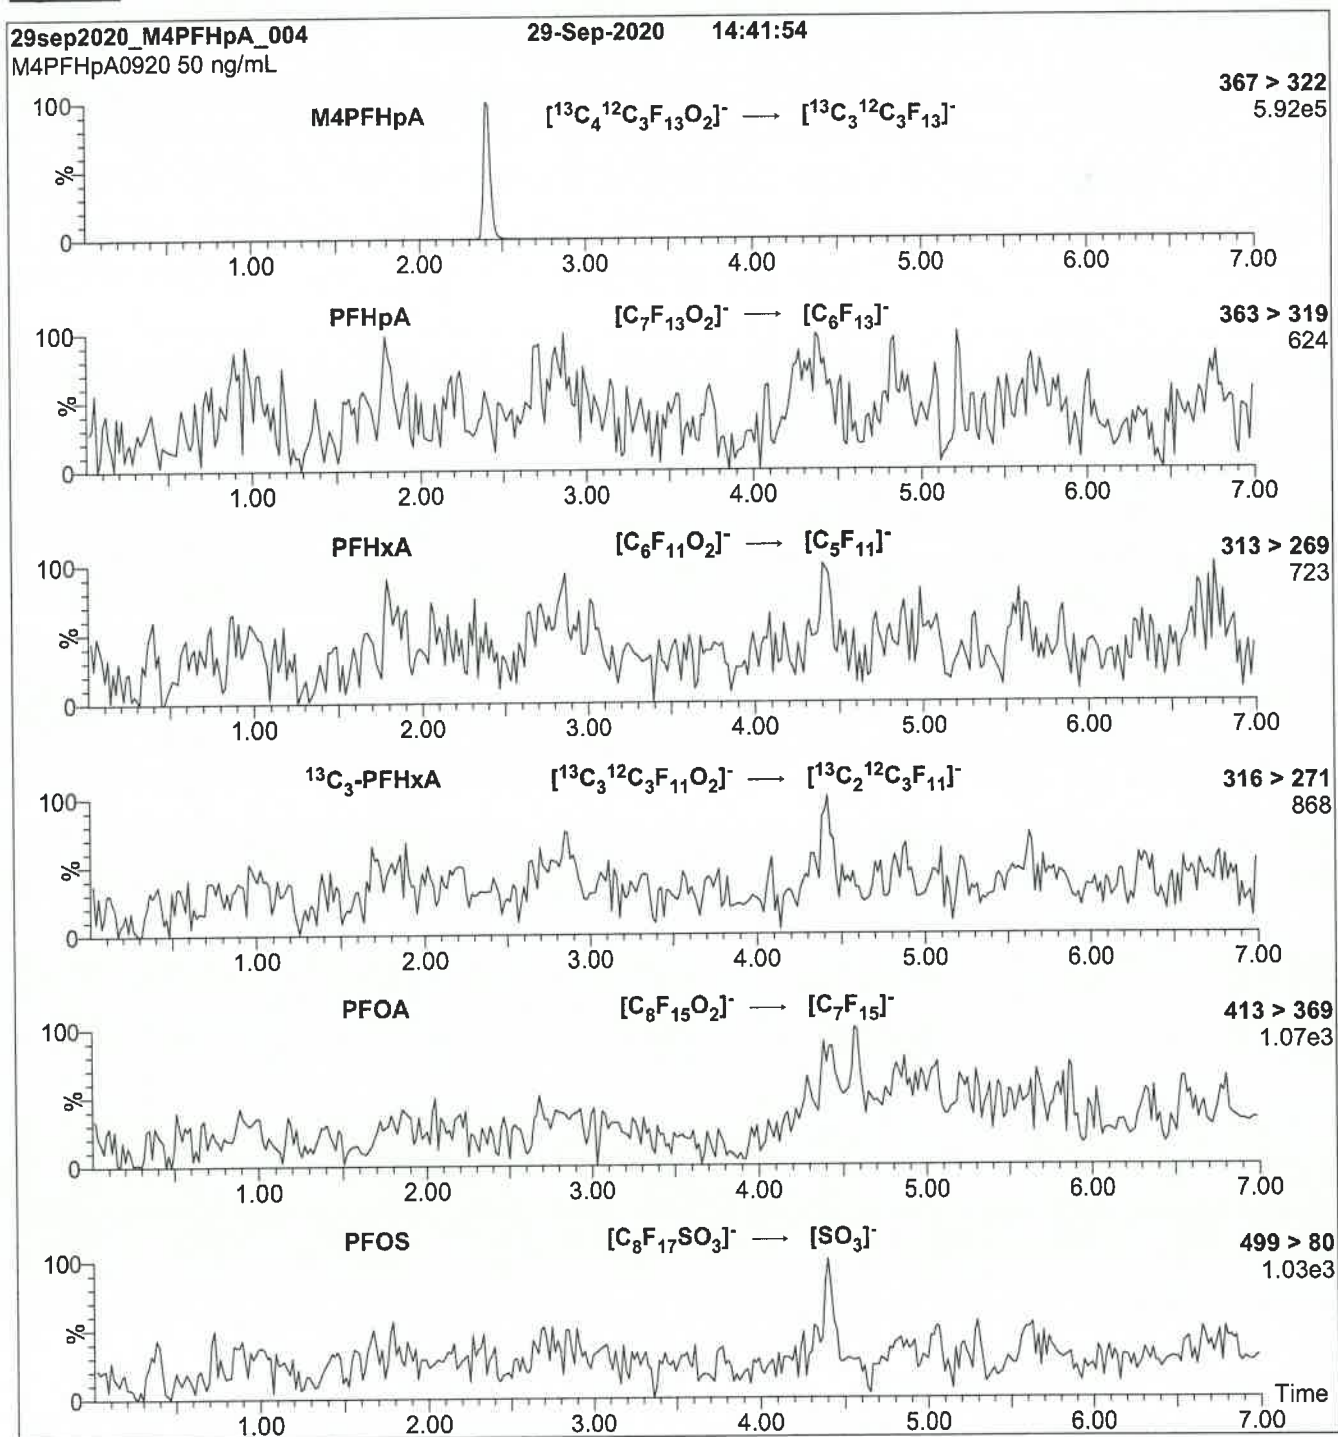 29sep2020_M4PFHpA_004 29-Sep-2020 14:41:54
M4PFHpA0920 50 ng/mL
367 > 322
5.92e5
M4PFHpA [¹³C₄¹²C₃F₁₃O₂]⁻ → [¹³C₃¹²C₃F₁₃]⁻
100
%
0
1.00 2.00 3.00 4.00 5.00 6.00 7.00
PFHpA [C₇F₁₃O₂]⁻ → [C₆F₁₃]⁻ 363 > 319
624
100
%
0
1.00 2.00 3.00 4.00 5.00 6.00 7.00
PFHxA [C₆F₁₁O₂]⁻ → [C₅F₁₁]⁻ 313 > 269
723
100
%
0
1.00 2.00 3.00 4.00 5.00 6.00 7.00
¹³C₃-PFHxA [¹³C₃¹²C₃F₁₁O₂]⁻ → [¹³C₂¹²C₃F₁₁]⁻ 316 > 271
868
100
%
0
1.00 2.00 3.00 4.00 5.00 6.00 7.00
PFOA [C₈F₁₅O₂]⁻ → [C₇F₁₅]⁻ 413 > 369
1.07e3
100
%
0
1.00 2.00 3.00 4.00 5.00 6.00 7.00
PFOS [C₈F₁₇SO₃]⁻ → [SO₃]⁻ 499 > 80
1.03e3
100
%
0 Time
1.00 2.00 3.00 4.00 5.00 6.00 7.00